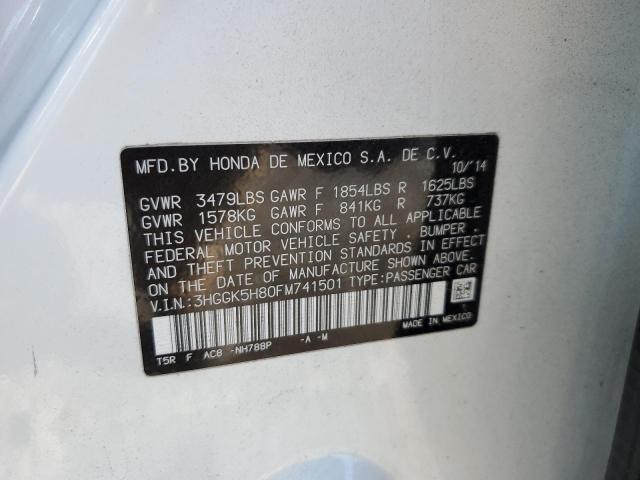 MFD. BY HONDA DE MEXICO S.A. DE C.V.
10/'14
GVWR 3479LBS GAWR F 1854LBS R 1625LBS
GVWR 1578KG GAWR F 841KG R 737KG
THIS VEHICLE CONFORMS TO ALL APPLICABLE
FEDERAL MOTOR VEHICLE SAFETY, BUMPER,
AND THEFT PREVENTION STANDARDS IN EFFECT
ON THE DATE OF MANUFACTURE SHOWN ABOVE.
V.I.N.:3HGGK5H80FM741501 TYPE:PASSENGER CAR
MADE IN MEXICO
T5R F AC8 -NH788P -A -M